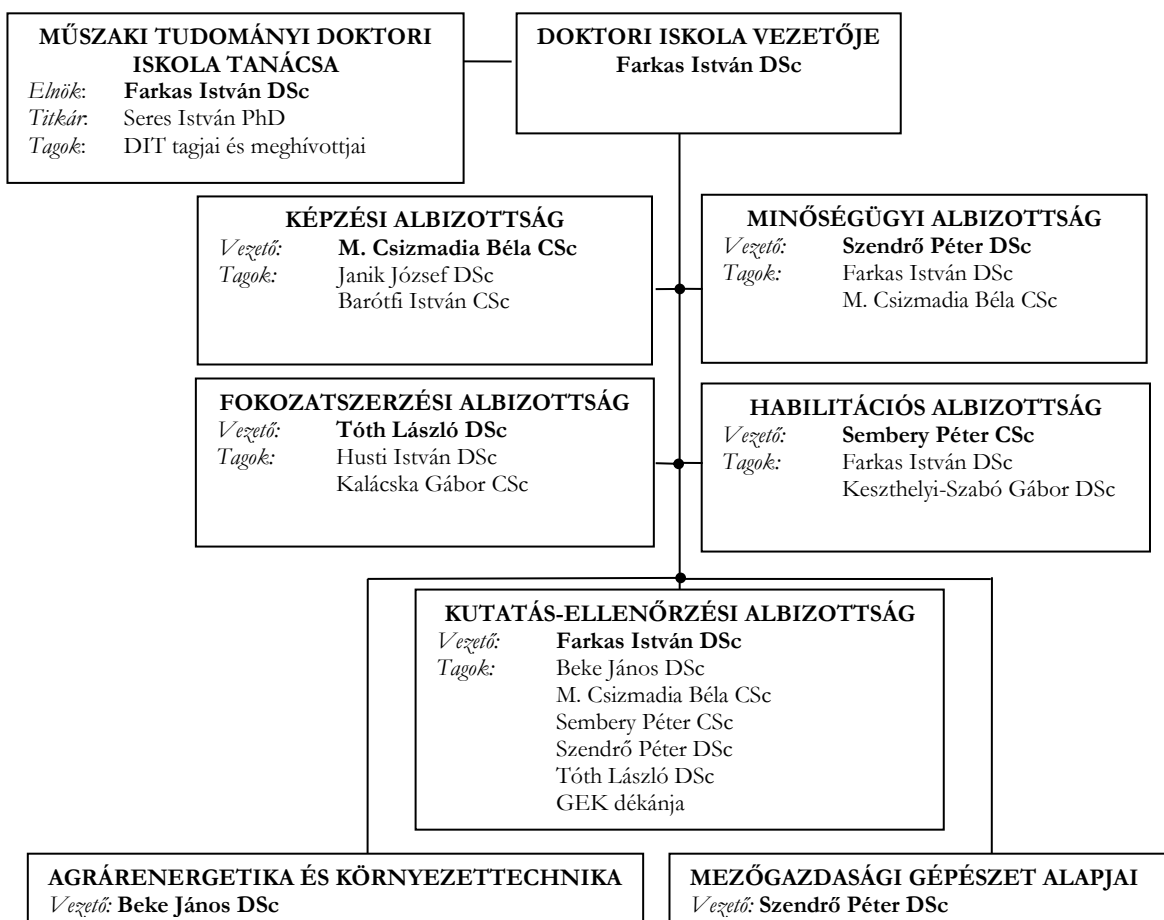 MŰSZAKI TUDOMÁNYI DOKTORI
ISKOLA TANÁCSA
Elnök: Farkas István DSc
Titkár: Seres István PhD
Tagok: DIT tagjai és meghívottjai
DOKTORI ISKOLA VEZETŐJE
Farkas István DSc
KÉPZÉSI ALBIZOTTSÁG
Vezető: M. Csizmadia Béla CSc
Tagok: Janik József DSc
Barótfi István CSc
MINŐSÉGÜGYI ALBIZOTTSÁG
Vezető: Szendrő Péter DSc
Tagok: Farkas István DSc
M. Csizmadia Béla CSc
FOKOZATSZERZÉSI ALBIZOTTSÁG
Vezető: Tóth László DSc
Tagok: Husti István DSc
Kalácska Gábor CSc
HABILITÁCIÓS ALBIZOTTSÁG
Vezető: Sembery Péter CSc
Tagok: Farkas István DSc
Keszthelyi-Szabó Gábor DSc
KUTATÁS-ELLENŐRZÉSI ALBIZOTTSÁG
Vezető: Farkas István DSc
Tagok: Beke János DSc
M. Csizmadia Béla CSc
Sembery Péter CSc
Szendrő Péter DSc
Tóth László DSc
GEK dékánja
AGRÁRENERGETIKA ÉS KÖRNYEZETTECHNIKA
Vezető: Beke János DSc
MEZŐGAZDASÁGI GÉPÉSZET ALAPJAI
Vezető: Szendrő Péter DSc